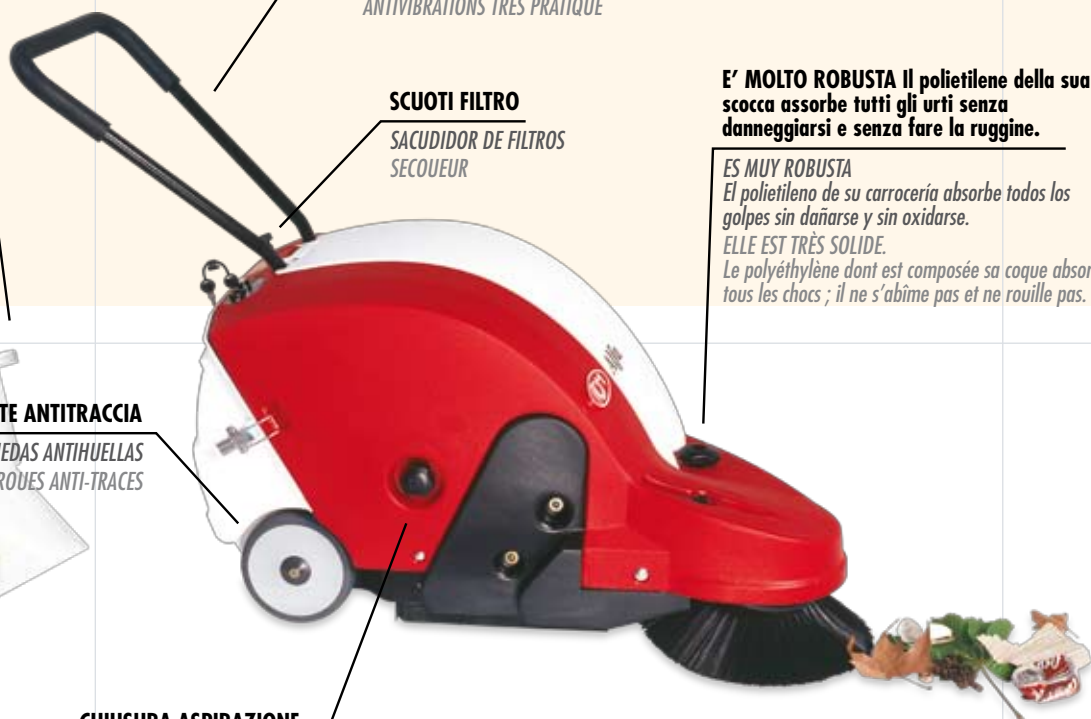 ANTIVIBRATIONS TRÈS PRATIQUE
SCUOTI FILTRO
SACUDIDOR DE FILTROS
SECOUEUR
E' MOLTO ROBUSTA Il polietilene della sua
scocca assorbe tutti gli urti senza
danneggiarsi e senza fare la ruggine.
ES MUY ROBUSTA
El polietileno de su carrocería absorbe todos los
golpes sin dañarse y sin oxidarse.
ELLE EST TRÈS SOLIDE.
Le polyéthylène dont est composée sa coque absor
tous les chocs ; il ne s'abîme pas et ne rouille pas.
TE ANTITRACCIA
EDAS ANTIHUELLAS
ROUES ANTI-TRACES
CHIUSURA ASPIRAZIONE